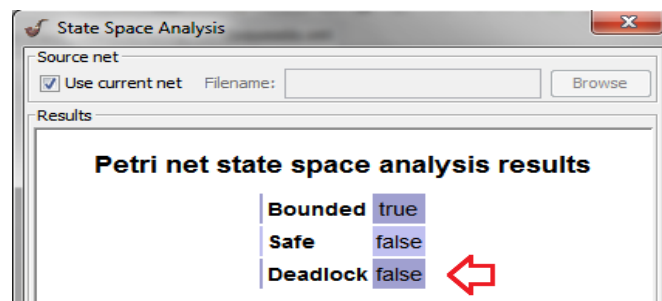 State Space Analysis
Source net
Use current net Filename: Browse
Results
Petri net state space analysis results
Bounded true
Safe false
Deadlock false